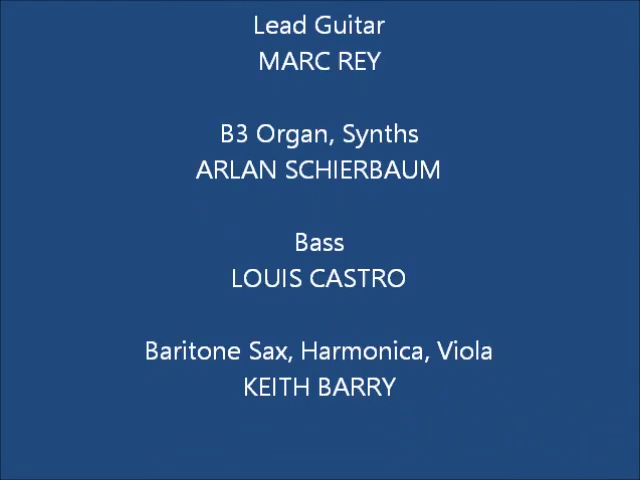 Lead Guitar
MARC REY
B3 Organ, Synths
ARLAN SCHIERBAUM
Bass
LOUIS CASTRO
Baritone Sax, Harmonica, Viola
KEITH BARRY